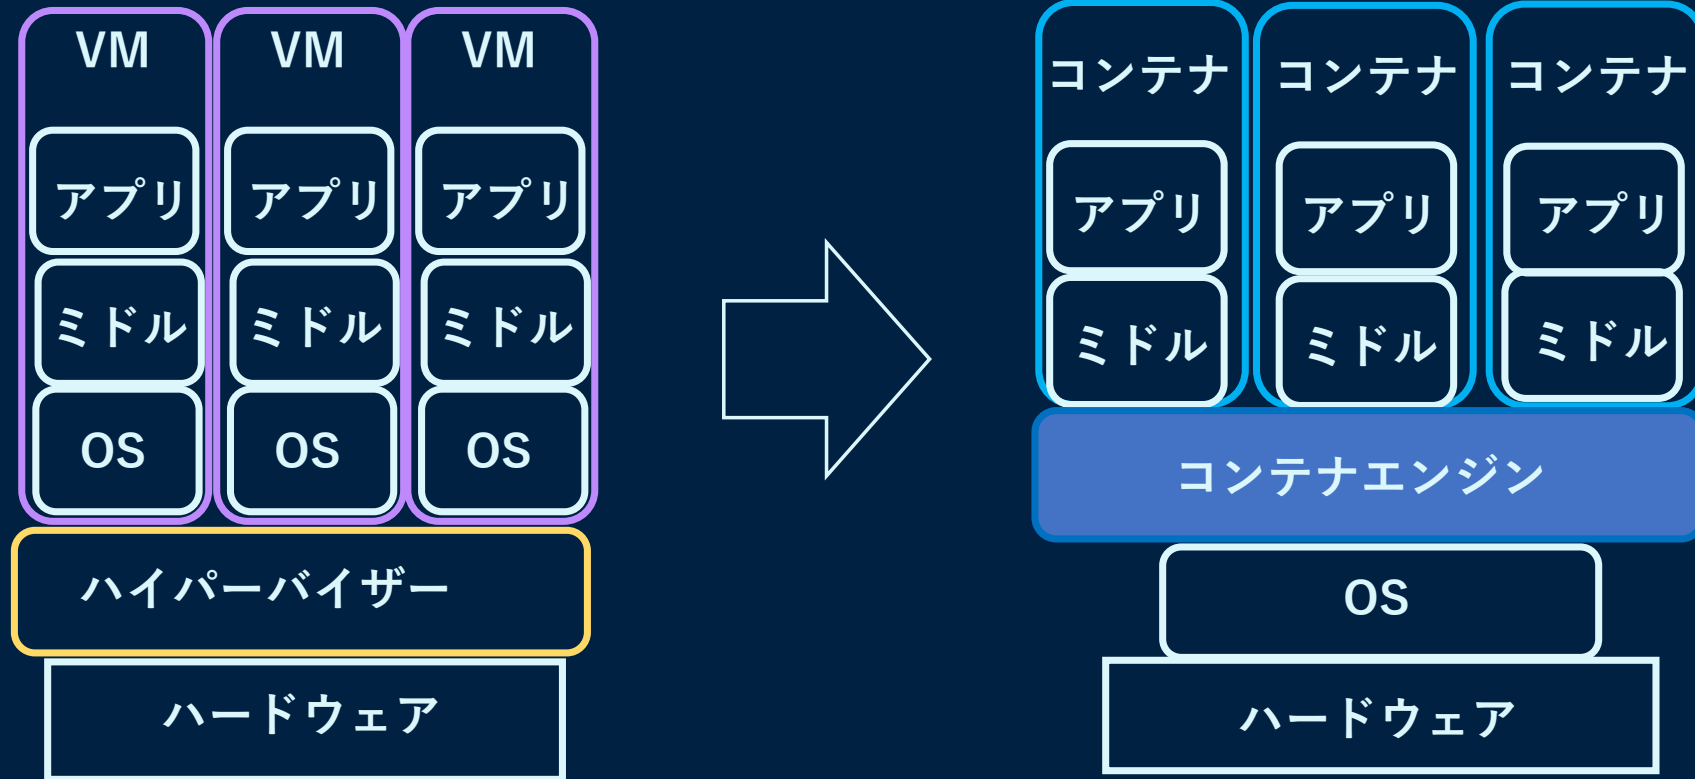 VM
VM
VM
アプリ
アプリ
アプリ
ミドル
ミドル
ミドル
OS
OS
OS
ハイパーバイザー
ハードウェア
コンテナ
コンテナ
コンテナ
アプリ
アプリ
アプリ
ミドル
ミドル
ミドル
コンテナエンジン
OS
ハードウェア